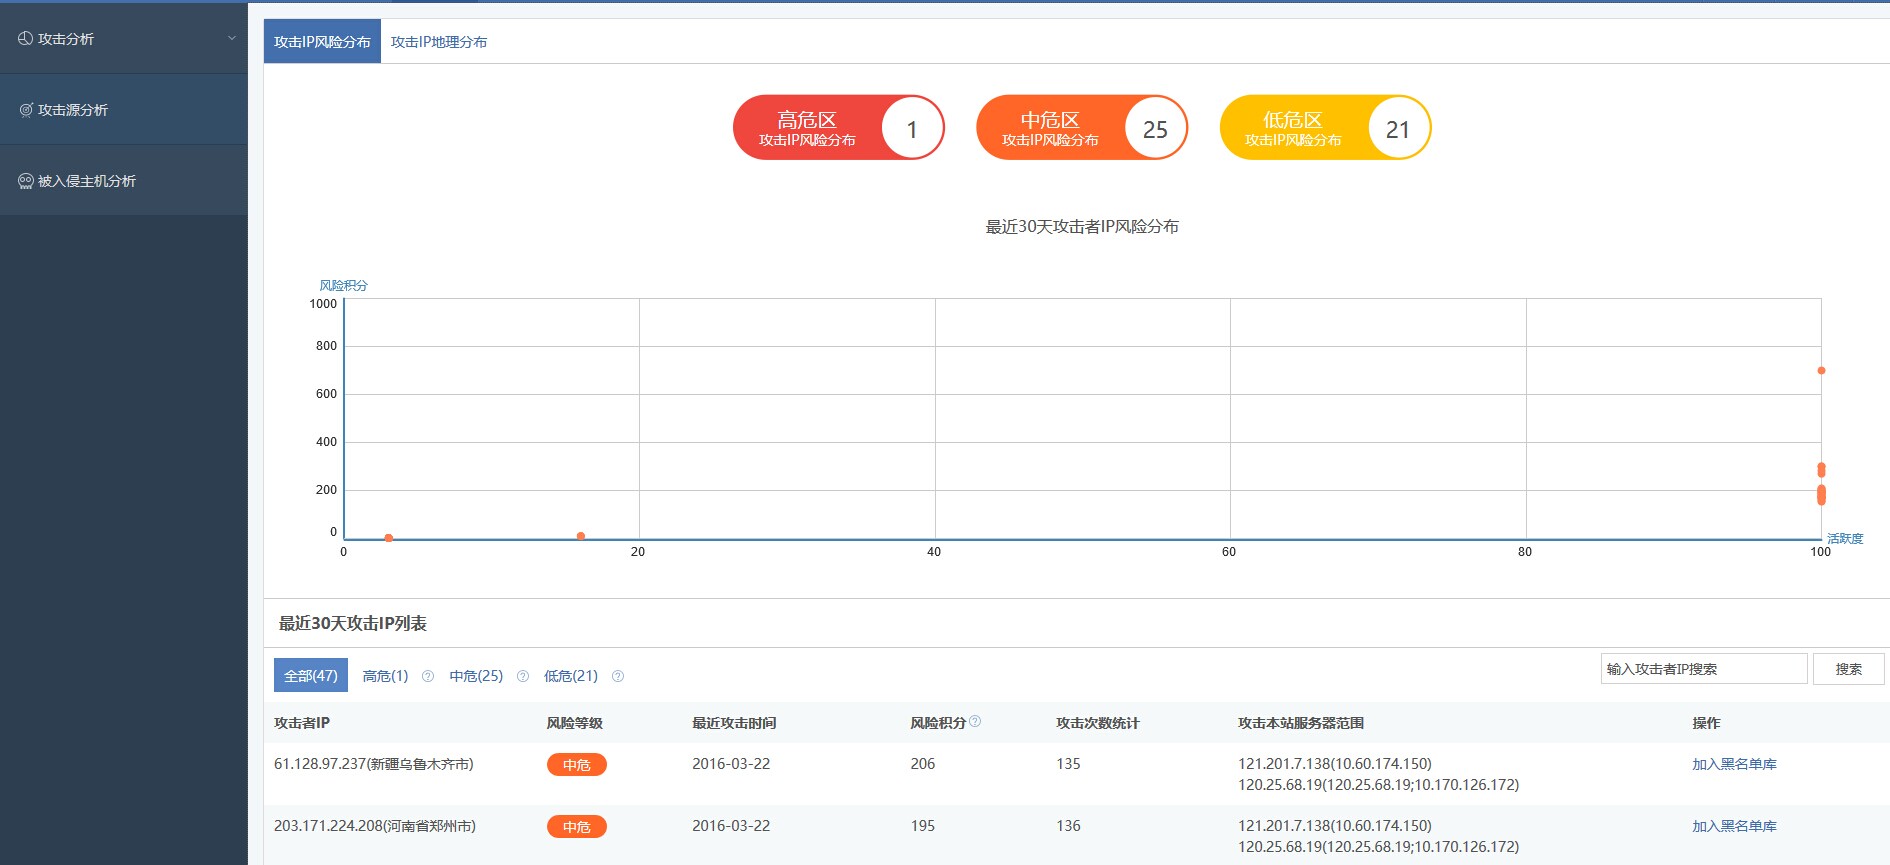 攻击分析
攻击源分析
被入侵主机分析
攻击IP风险分布 攻击IP地理分布
高危区 攻击IP风险分布 1
中危区 攻击IP风险分布 25
低危区 攻击IP风险分布 21
最近30天攻击者IP风险分布
风险积分
1000
800
600
400
200
0
0 20 40 60 80 100
活跃度
最近30天攻击IP列表
全部(47) 高危(1) ? 中危(25) ? 低危(21) ? 输入攻击者IP搜索 搜索
攻击者IP 风险等级 最近攻击时间 风险积分? 攻击次数统计 攻击本站服务器范围 操作
61.128.97.237(新疆乌鲁木齐市) 中危 2016-03-22 206 135 121.201.7.138(10.60.174.150) 加入黑名单库
120.25.68.19(120.25.68.19;10.170.126.172)
203.171.224.208(河南省郑州市) 中危 2016-03-22 195 136 121.201.7.138(10.60.174.150) 加入黑名单库
120.25.68.19(120.25.68.19;10.170.126.172)